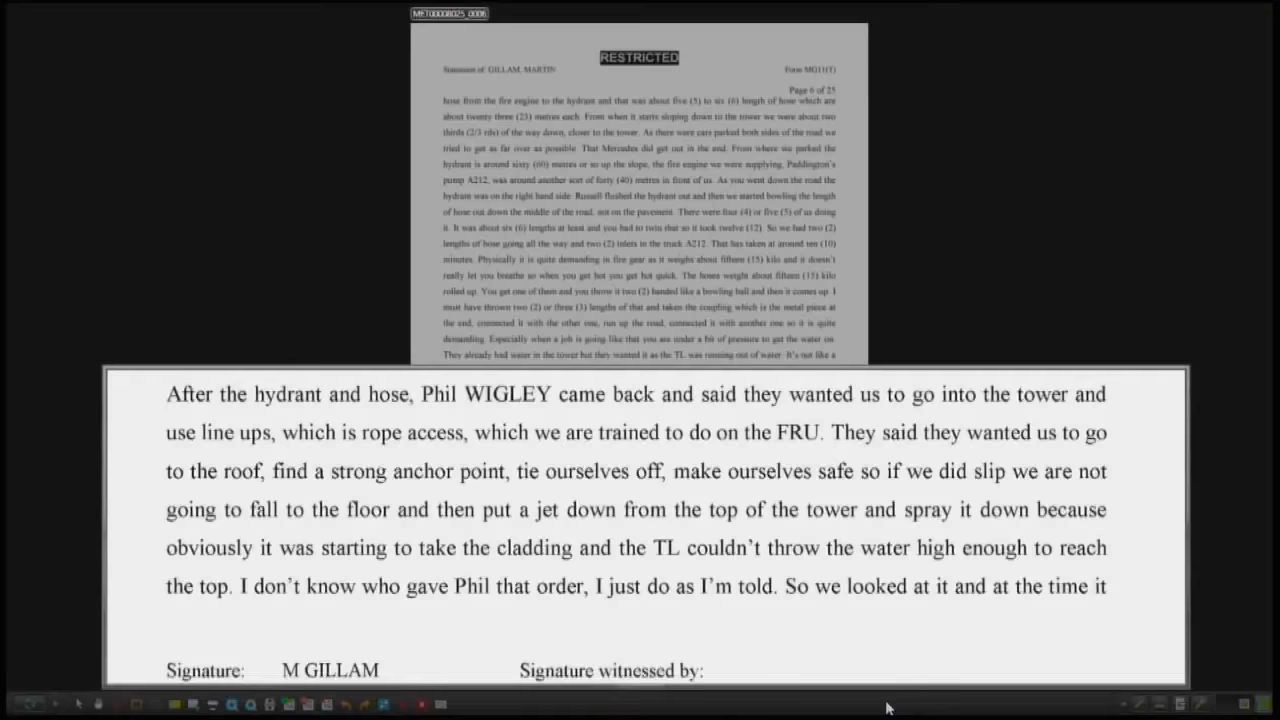 MET00008025_0006
RESTRICTED
Statement of: GILLAM, MARTIN Form MG11(T)
Page 6 of 25
hose from the fire engine to the hydrant and that was about five (5) to six (6) length of hose which are
about twenty three (23) metres each. From when it starts sloping down to the tower we were about two
thirds (2/3 rds) of the way down, closer to the tower. As there were cars parked both sides of the road we
tried to get as far over as possible. That Mercedes did get out in the end. From where we parked the
hydrant is around sixty (60) metres or so up the slope, the fire engine we were supplying, Paddington's
pump A212, was around another sort of forty (40) metres in front of us. As you went down the road the
hydrant was on the right hand side. Russell flushed the hydrant out and then we started bowling the length
of hose out down the middle of the road, not on the pavement. There were four (4) or five (5) of us doing
it. It was about six (6) lengths at least and you had to twin that so it took twelve (12). So we had two (2)
lengths of hose going all the way and two (2) inlets in the truck A212. That has taken at around ten (10)
minutes. Physically it is quite demanding in fire gear as it weighs about fifteen (15) kilo and it doesn't
really let you breathe so when you get hot you get hot quick. The hoses weight about fifteen (15) kilo
rolled up. You get one of them and you throw it two (2) handed like a bowling ball and then it comes up. I
must have thrown two (2) or three (3) lengths of that and taken the coupling which is the metal piece at
the end, connected it with the other one, run up the road, connected it with another one so it is quite
demanding. Especially when a job is going like that you are under a bit of pressure to get the water on.
They already had water in the tower but they wanted it as the TL was running out of water. It's not like a
After the hydrant and hose, Phil WIGLEY came back and said they wanted us to go into the tower and
use line ups, which is rope access, which we are trained to do on the FRU. They said they wanted us to go
to the roof, find a strong anchor point, tie ourselves off, make ourselves safe so if we did slip we are not
going to fall to the floor and then put a jet down from the top of the tower and spray it down because
obviously it was starting to take the cladding and the TL couldn't throw the water high enough to reach
the top. I don't know who gave Phil that order, I just do as I'm told. So we looked at it and at the time it
Signature: M GILLAM Signature witnessed by: